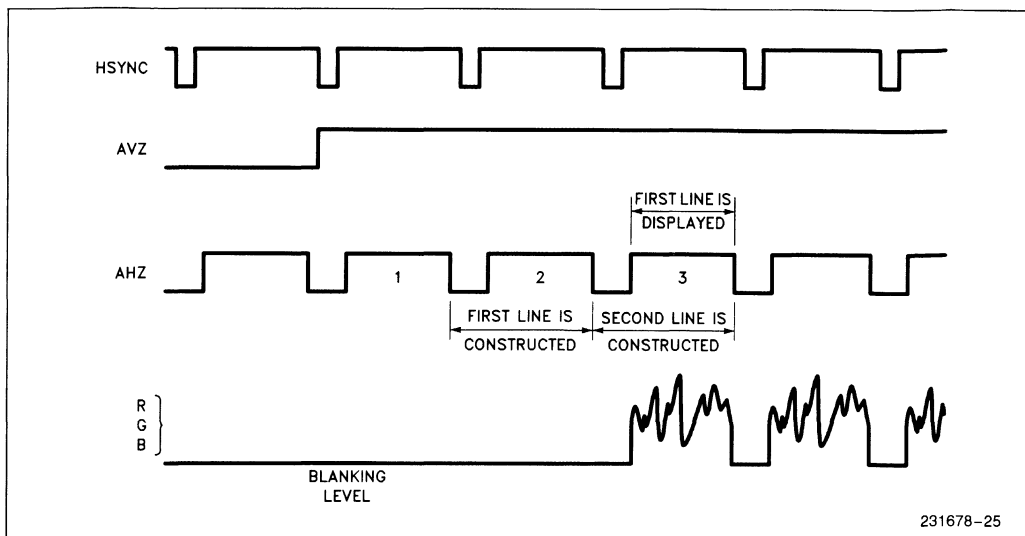 HSYNC
AVZ
FIRST LINE IS
DISPLAYED
AHZ
1
2
3
FIRST LINE IS
CONSTRUCTED
SECOND LINE IS
CONSTRUCTED
R
G
B
BLANKING
LEVEL
231678-25